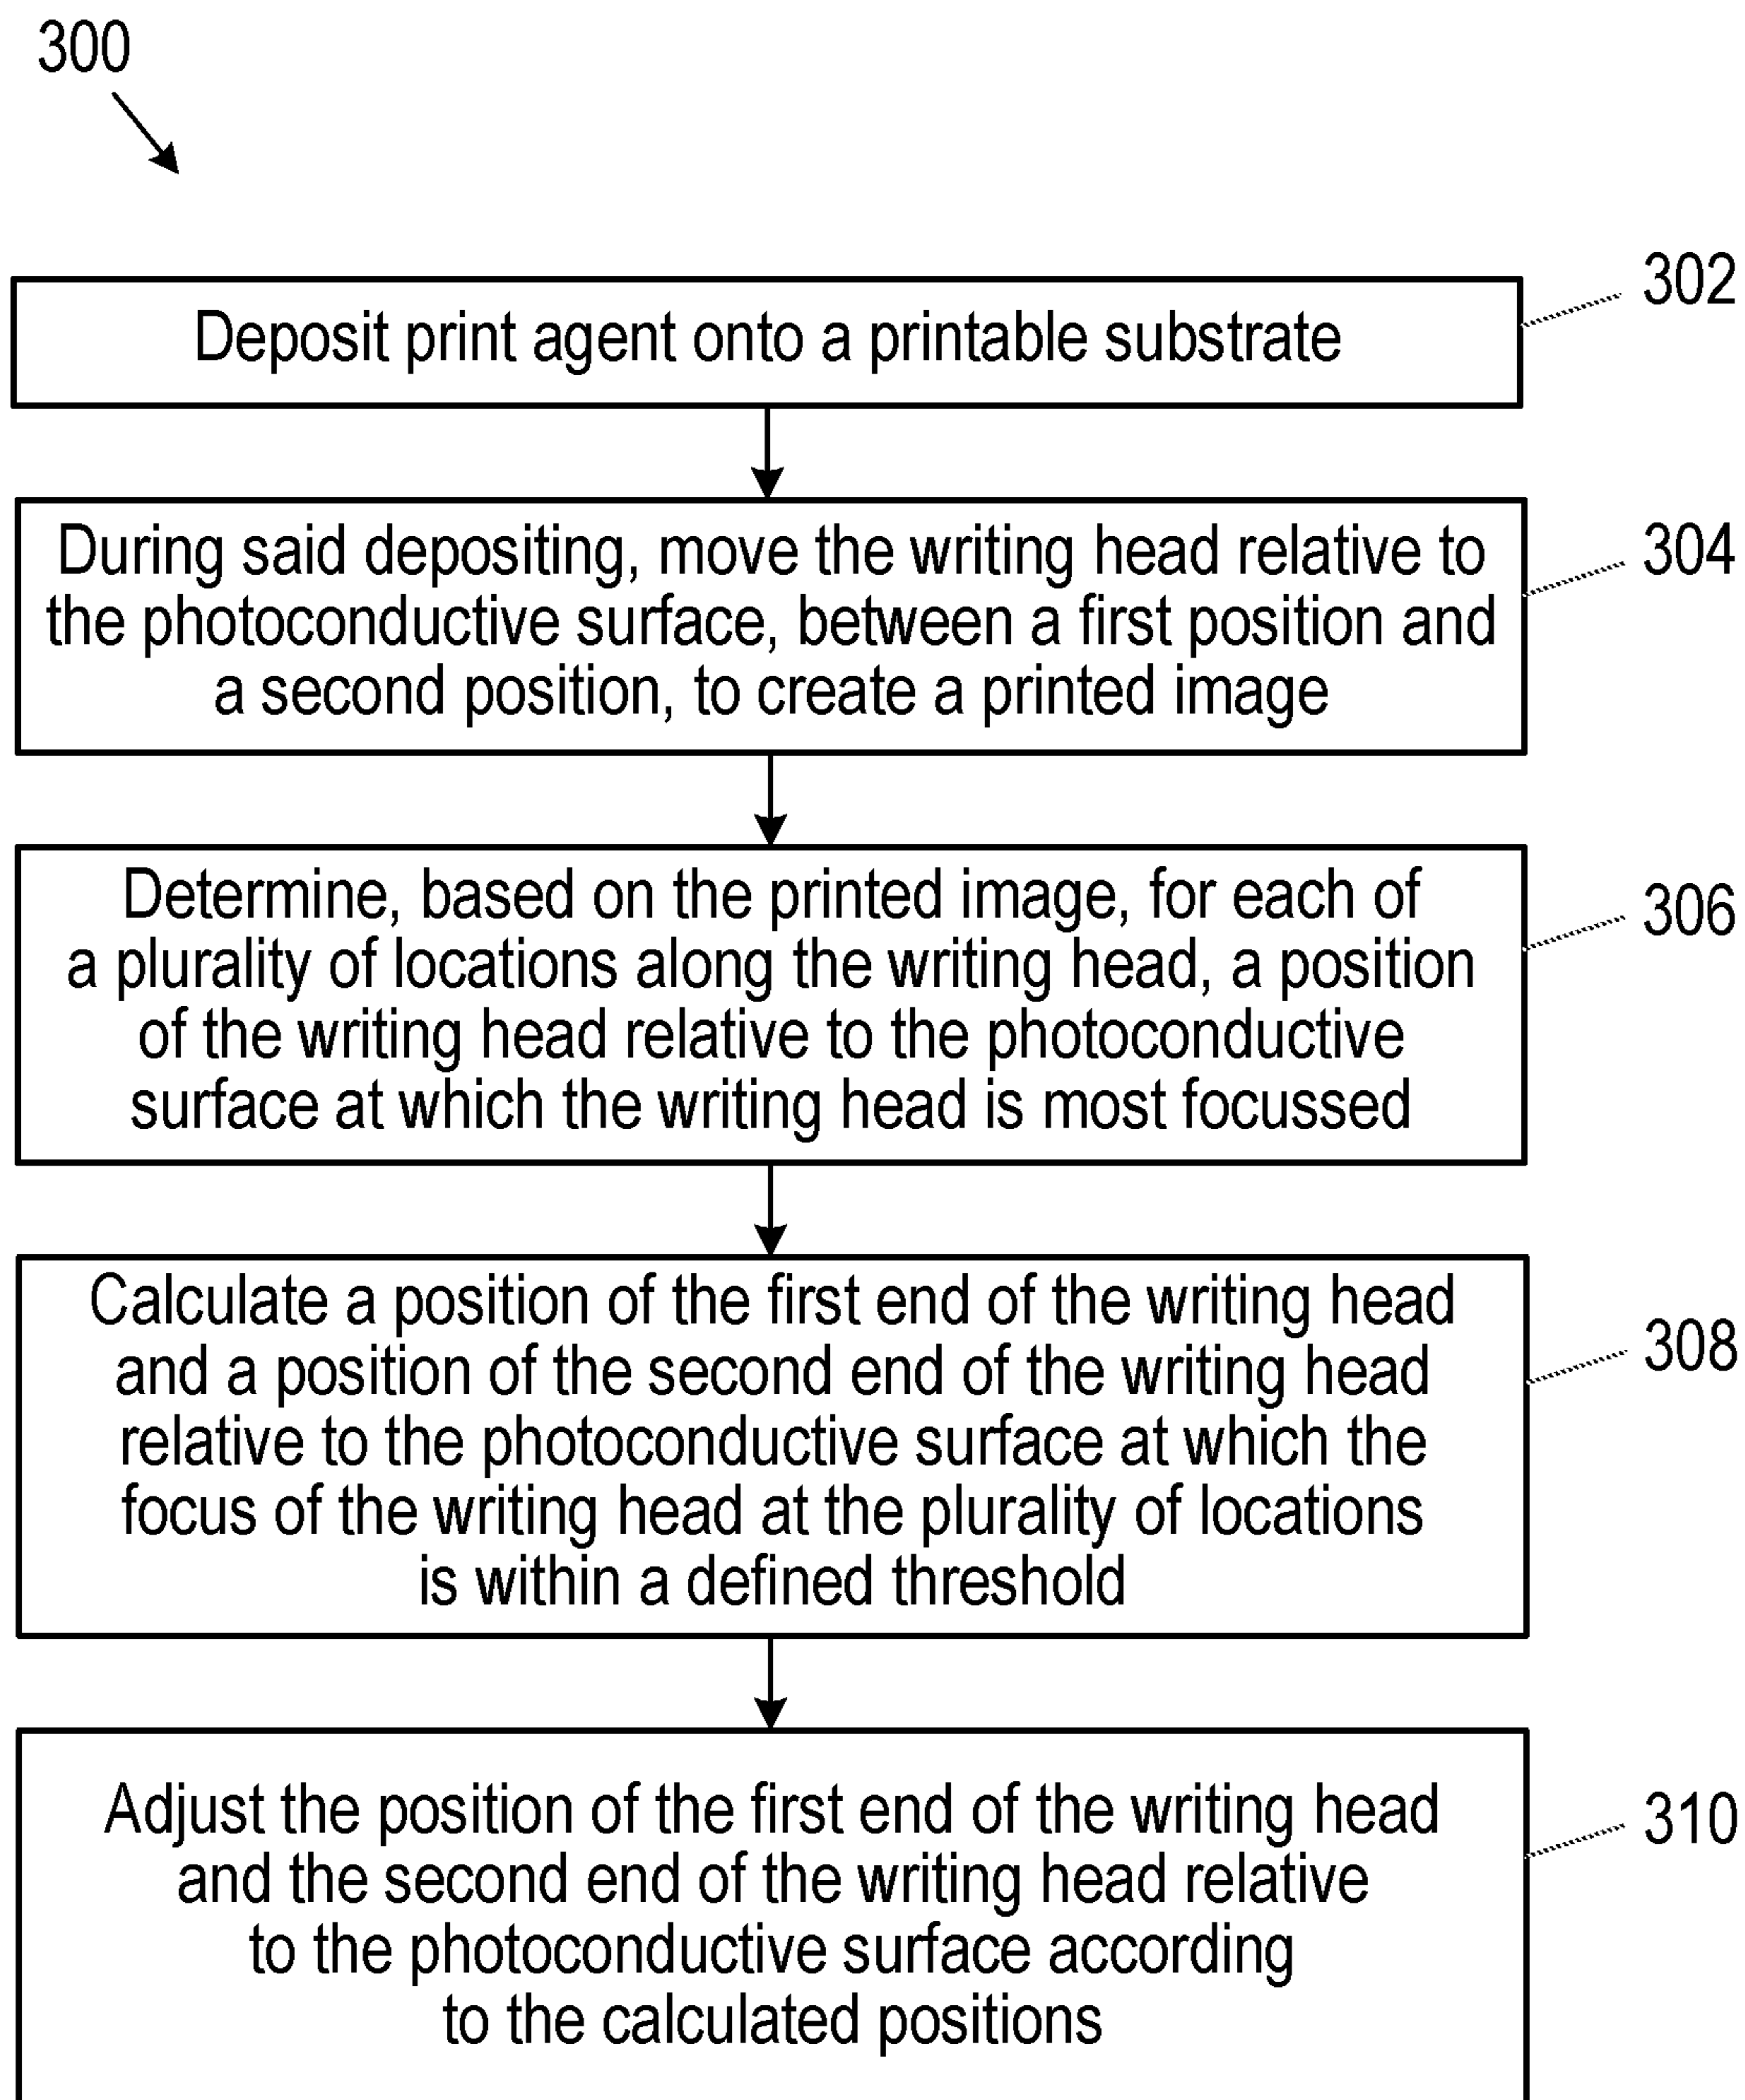 300
302
Deposit print agent onto a printable substrate
304
During said depositing, move the writing head relative to
the photoconductive surface, between a first position and
a second position, to create a printed image
306
Determine, based on the printed image, for each of
a plurality of locations along the writing head, a position
of the writing head relative to the photoconductive
surface at which the writing head is most focussed
308
Calculate a position of the first end of the writing head
and a position of the second end of the writing head
relative to the photoconductive surface at which the
focus of the writing head at the plurality of locations
is within a defined threshold
310
Adjust the position of the first end of the writing head
and the second end of the writing head relative
to the photoconductive surface according
to the calculated positions